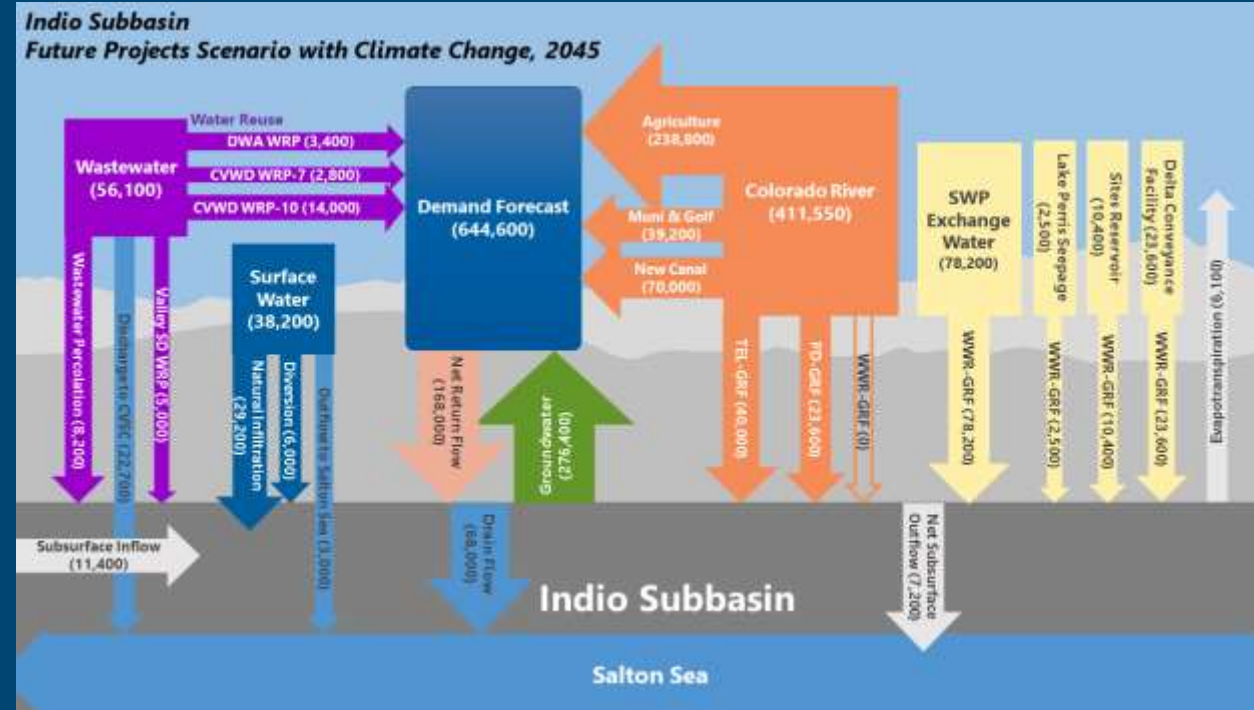 Indio Subbasin
Future Projects Scenario with Climate Change, 2045
Water Reuse
DWA WRP (3,400)
CVWD WRP-7 (2,800)
CVWD WRP-10 (14,000)
Wastewater
(56,100)
Wastewater Percolation (8,200)
Discharge to CVSC (22,700)
Valley SD WRP (5,000)
Surface
Water
(38,200)
Natural Infiltration
(29,200)
Diversion (6,000)
Outflow to Salton Sea (3,000)
Demand Forecast
(644,600)
Net Return Flow
(168,000)
Groundwater
(276,400)
Agriculture
(238,800)
Muni & Golf
(39,200)
New Canal
(70,000)
Colorado River
(411,550)
TEL-GRF (40,000)
PD-GRF (23,600)
WWR-GRF (0)
SWP
Exchange
Water
(78,200)
WWR-GRF (78,200)
Lake Perris Seepage
(2,500)
WWR-GRF (2,500)
Sites Reservoir
(10,400)
WWR-GRF (10,400)
Delta Conveyance
Facility (23,600)
WWR-GRF (23,600)
Evapotranspiration (6,100)
Subsurface Inflow
(11,400)
Drain Flow
(68,000)
Net Subsurface
Outflow (7,200)
Indio Subbasin
Salton Sea